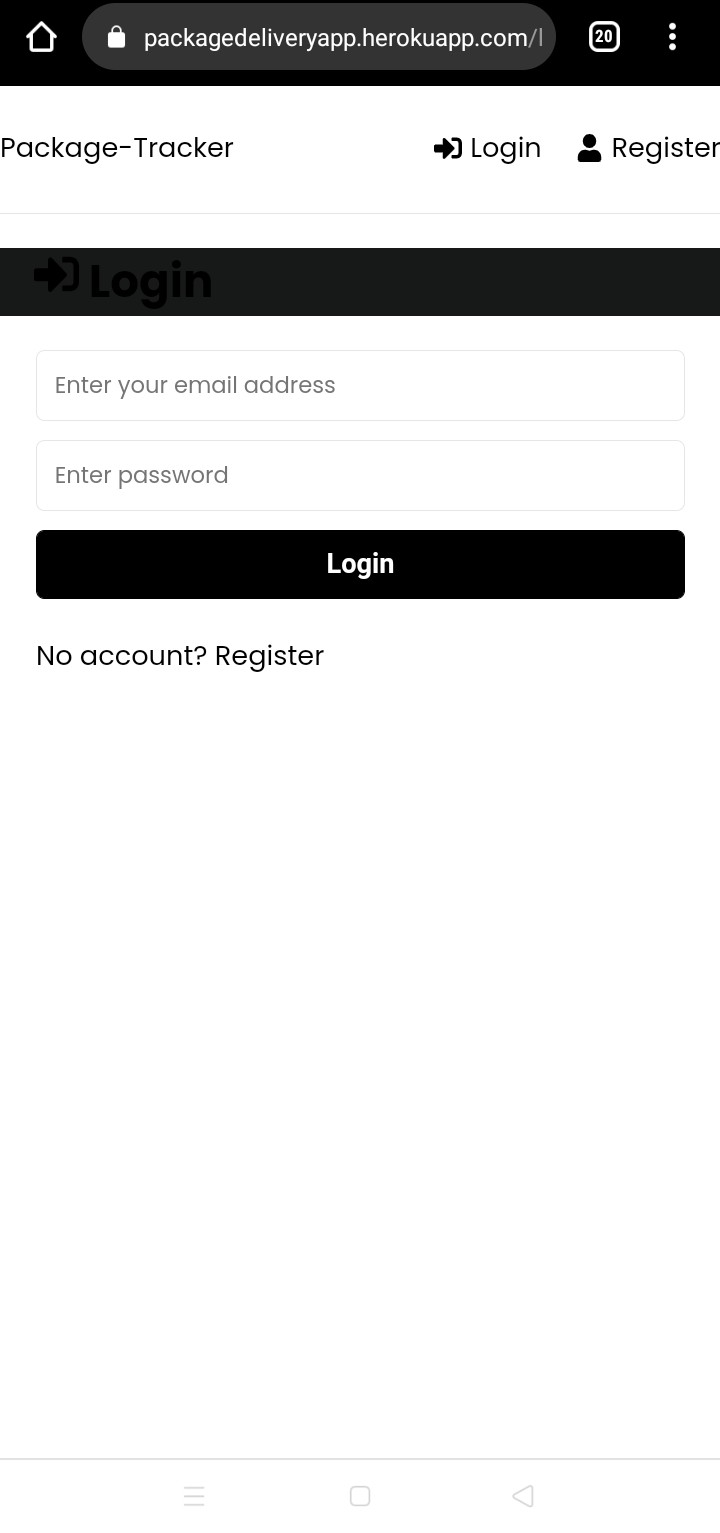 packagedeliveryapp.herokuapp.com/l
20
Package-Tracker
Login
Register
Login
Enter your email address
Enter password
Login
No account? Register